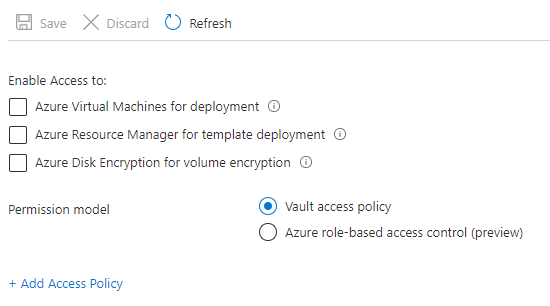 Save Discard Refresh
Enable Access to:
Azure Virtual Machines for deployment
Azure Resource Manager for template deployment
Azure Disk Encryption for volume encryption
Permission model
Vault access policy
Azure role-based access control (preview)
+ Add Access Policy